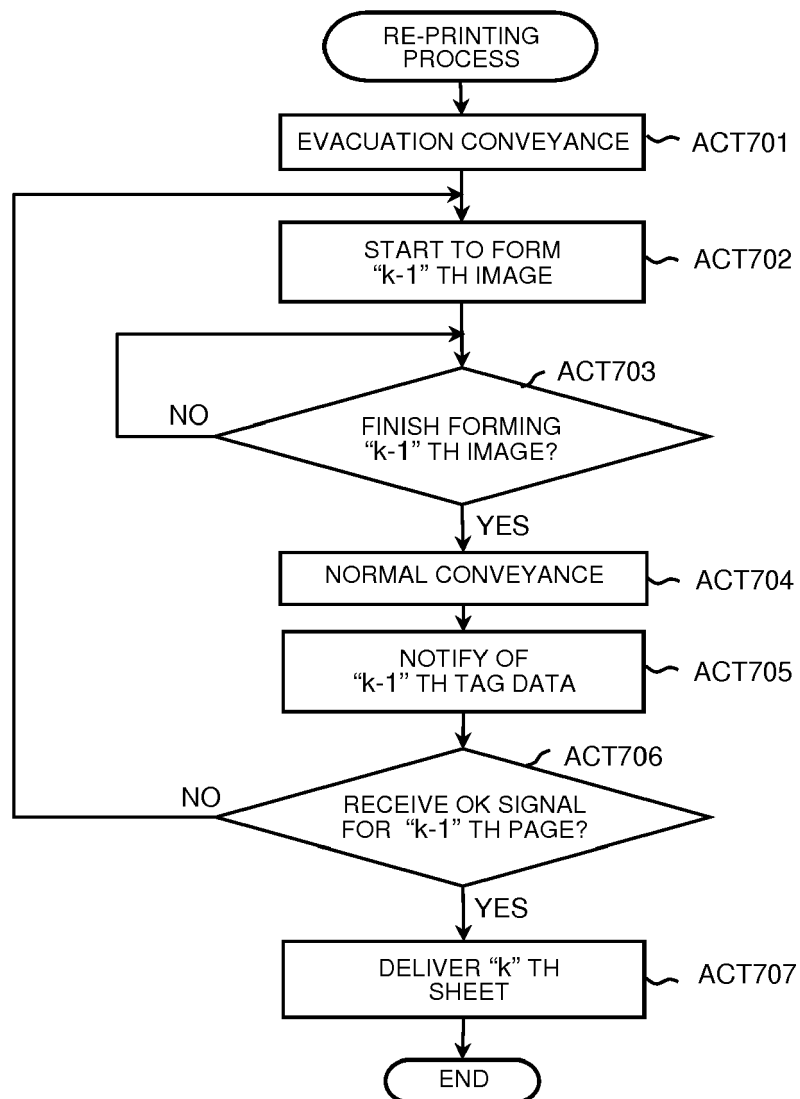 RE-PRINTING
PROCESS
EVACUATION CONVEYANCE
ACT701
START TO FORM
“k-1” TH IMAGE
ACT702
ACT703
NO
FINISH FORMING
“k-1” TH IMAGE?
YES
NORMAL CONVEYANCE
ACT704
NOTIFY OF
“k-1” TH TAG DATA
ACT705
ACT706
NO
RECEIVE OK SIGNAL
FOR “k-1” TH PAGE?
YES
DELIVER “k” TH
SHEET
ACT707
END